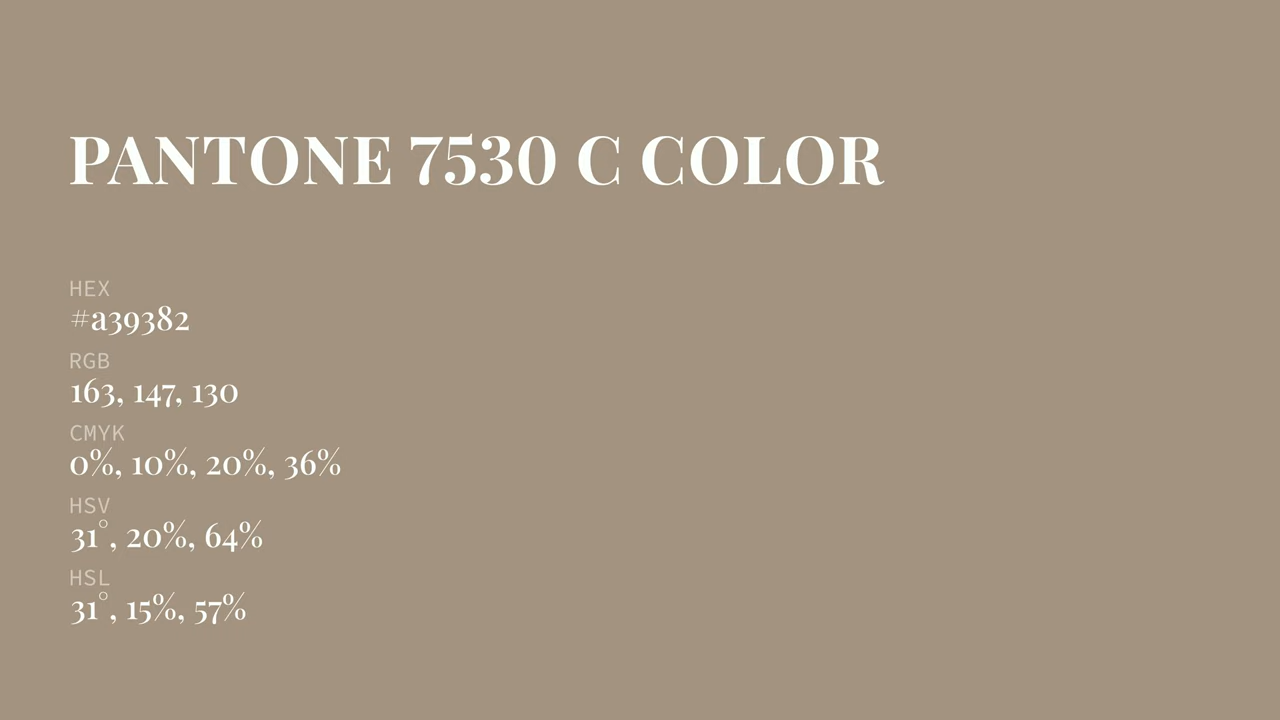 PANTONE 7530 C COLOR
HEX
#a39382
RGB
163, 147, 130
CMYK
0%, 10%, 20%, 36%
HSV
31°, 20%, 64%
HSL
31°, 15%, 57%